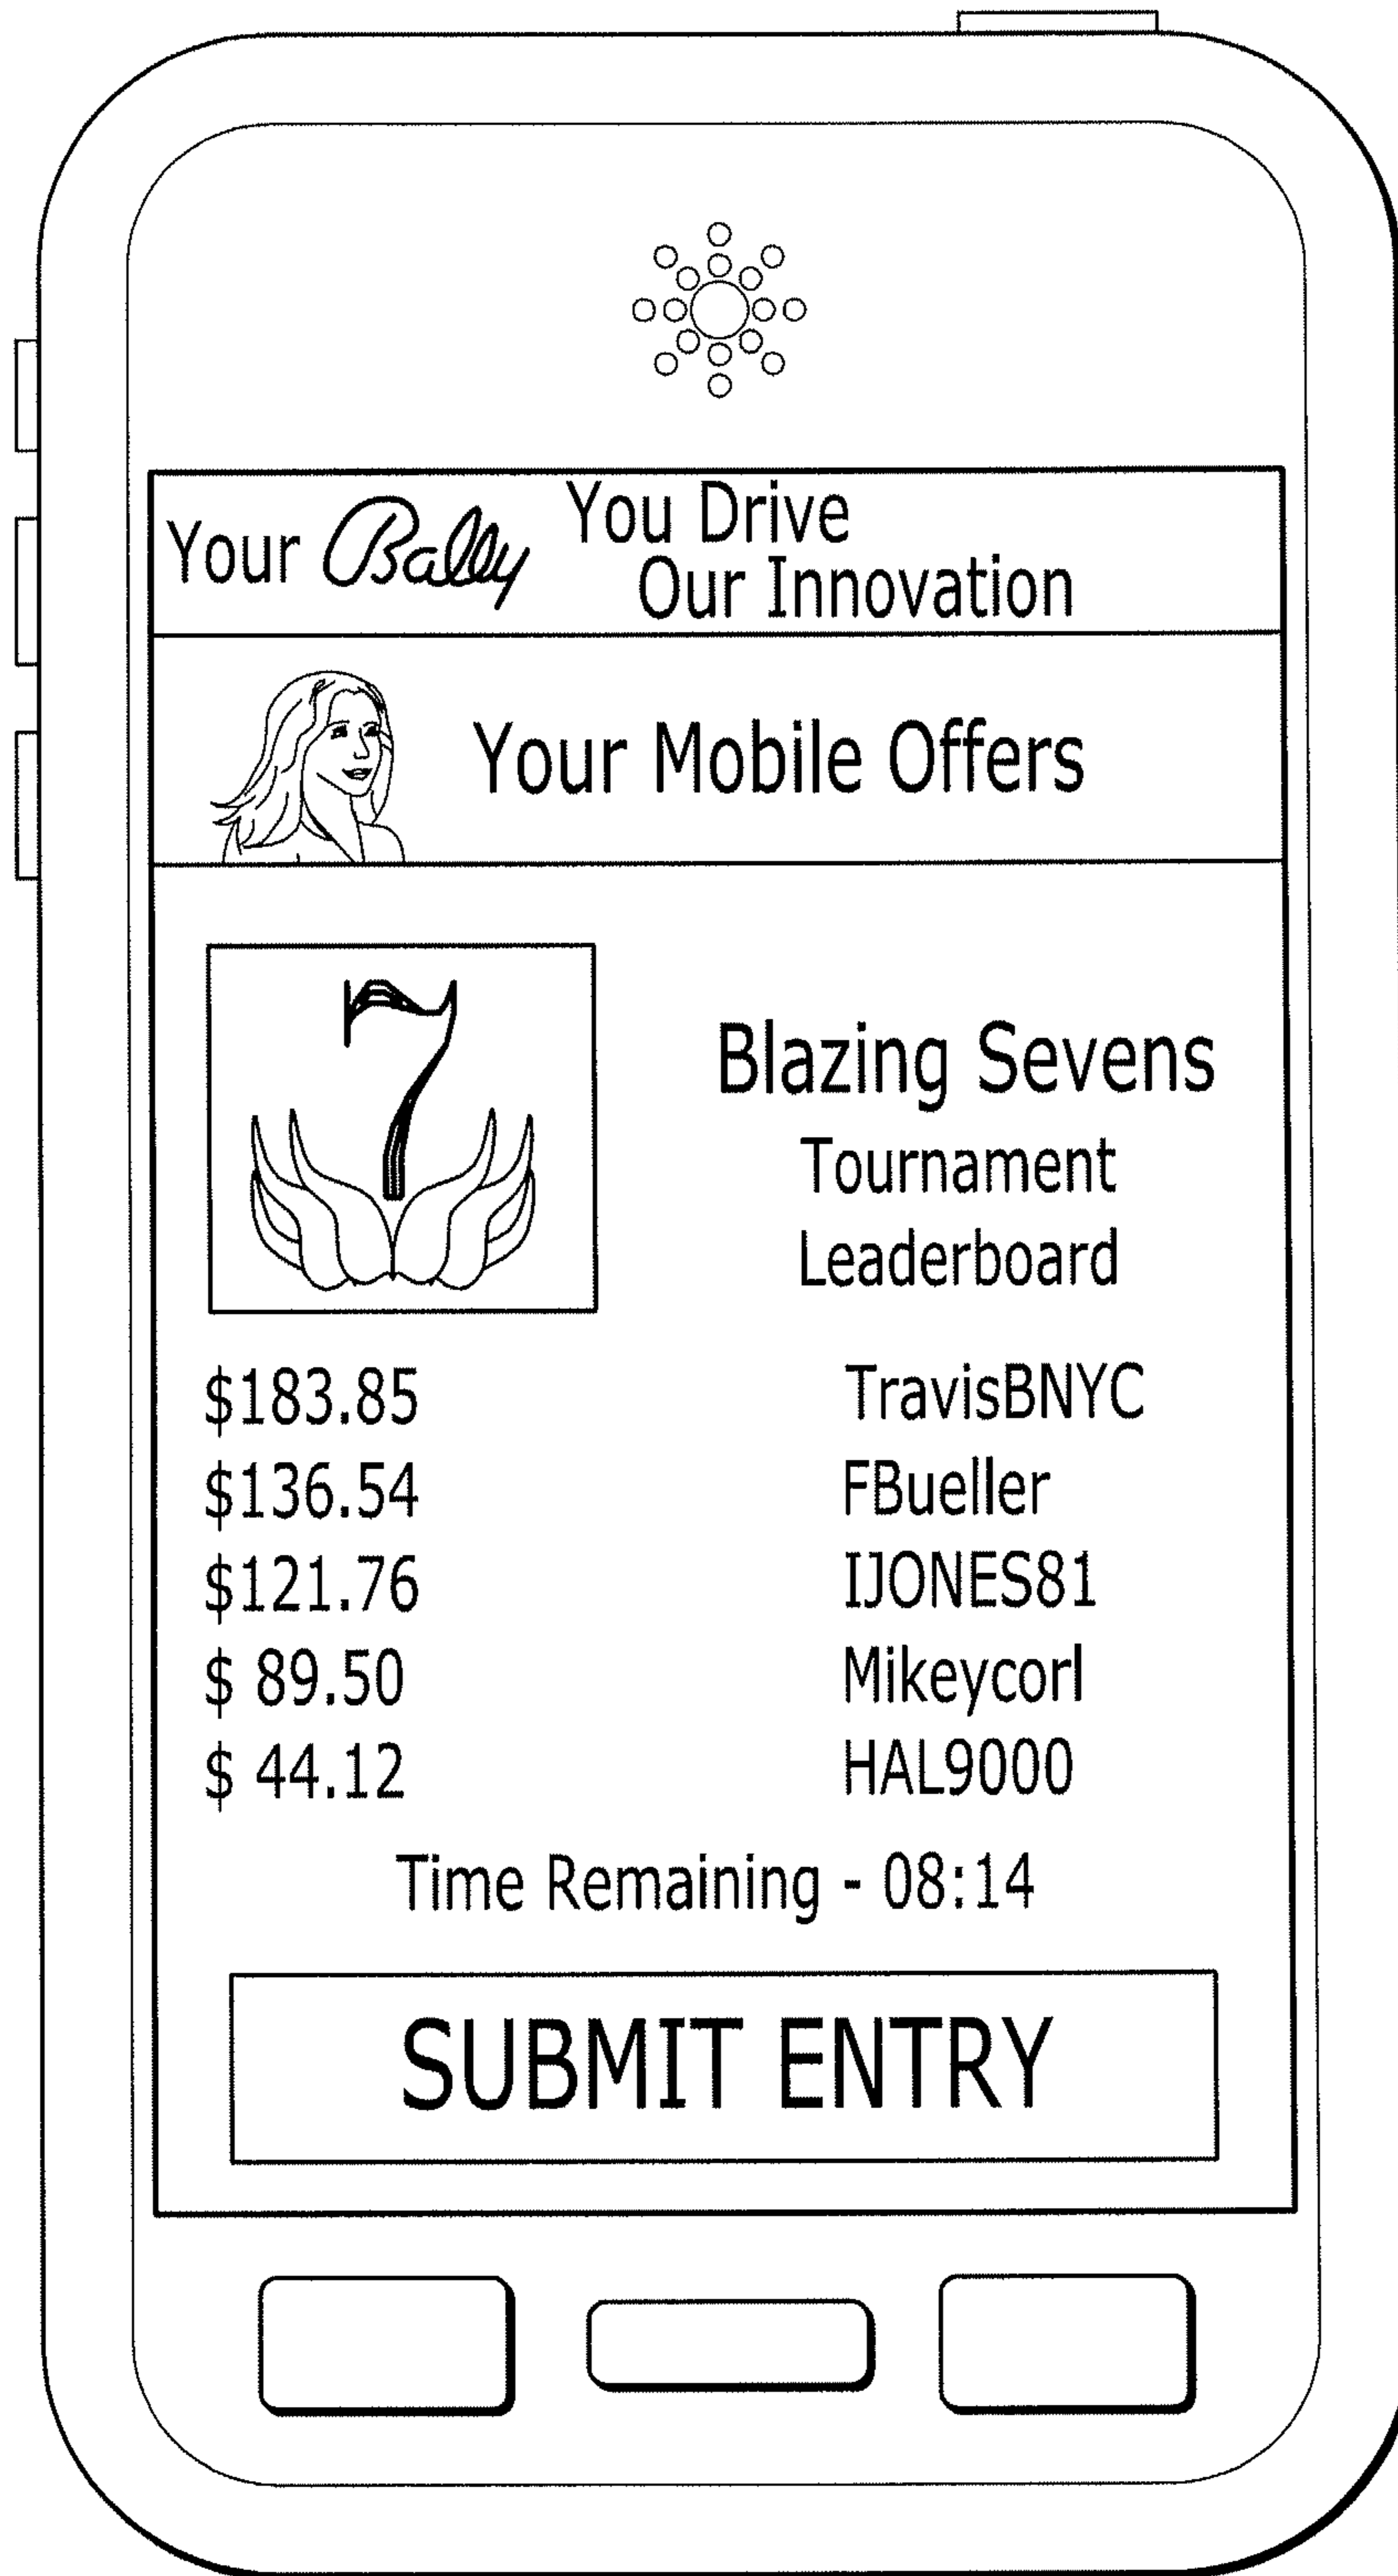 Your Bally You Drive
Our Innovation
Your Mobile Offers
7
Blazing Sevens
Tournament
Leaderboard
$183.85 TravisBNYC
$136.54 FBueller
$121.76 IJONES81
$ 89.50 Mikeycorl
$ 44.12 HAL9000
Time Remaining - 08:14
SUBMIT ENTRY